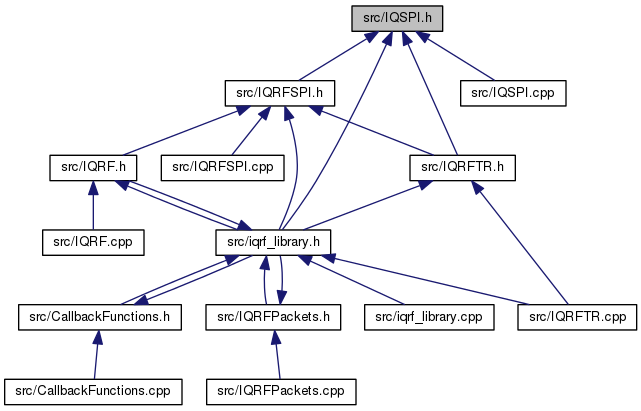 src/IQSPI.h
src/IQRFSPI.h
src/IQSPI.cpp
src/IQRF.h
src/IQRFSPI.cpp
src/IQRFTR.h
src/IQRF.cpp
src/iqrf_library.h
src/CallbackFunctions.h
src/IQRFPackets.h
src/iqrf_library.cpp
src/IQRFTR.cpp
src/CallbackFunctions.cpp
src/IQRFPackets.cpp